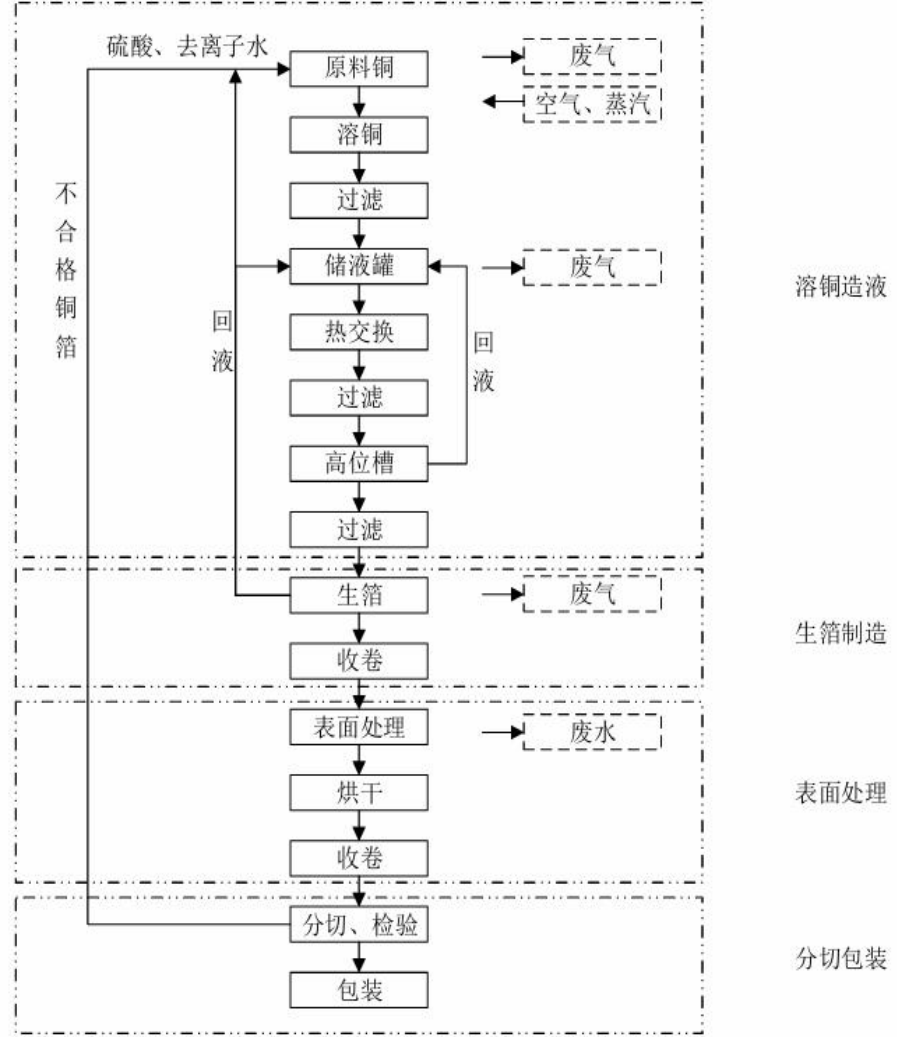 硫酸、去离子水
原料铜
废气
空气、蒸汽
溶铜
过滤
不合格铜箔
储液罐
废气
溶铜造液
回液
热交换
回液
过滤
高位槽
过滤
生箔
废气
生箔制造
收卷
表面处理
废水
烘干
表面处理
收卷
分切、检验
分切包装
包装